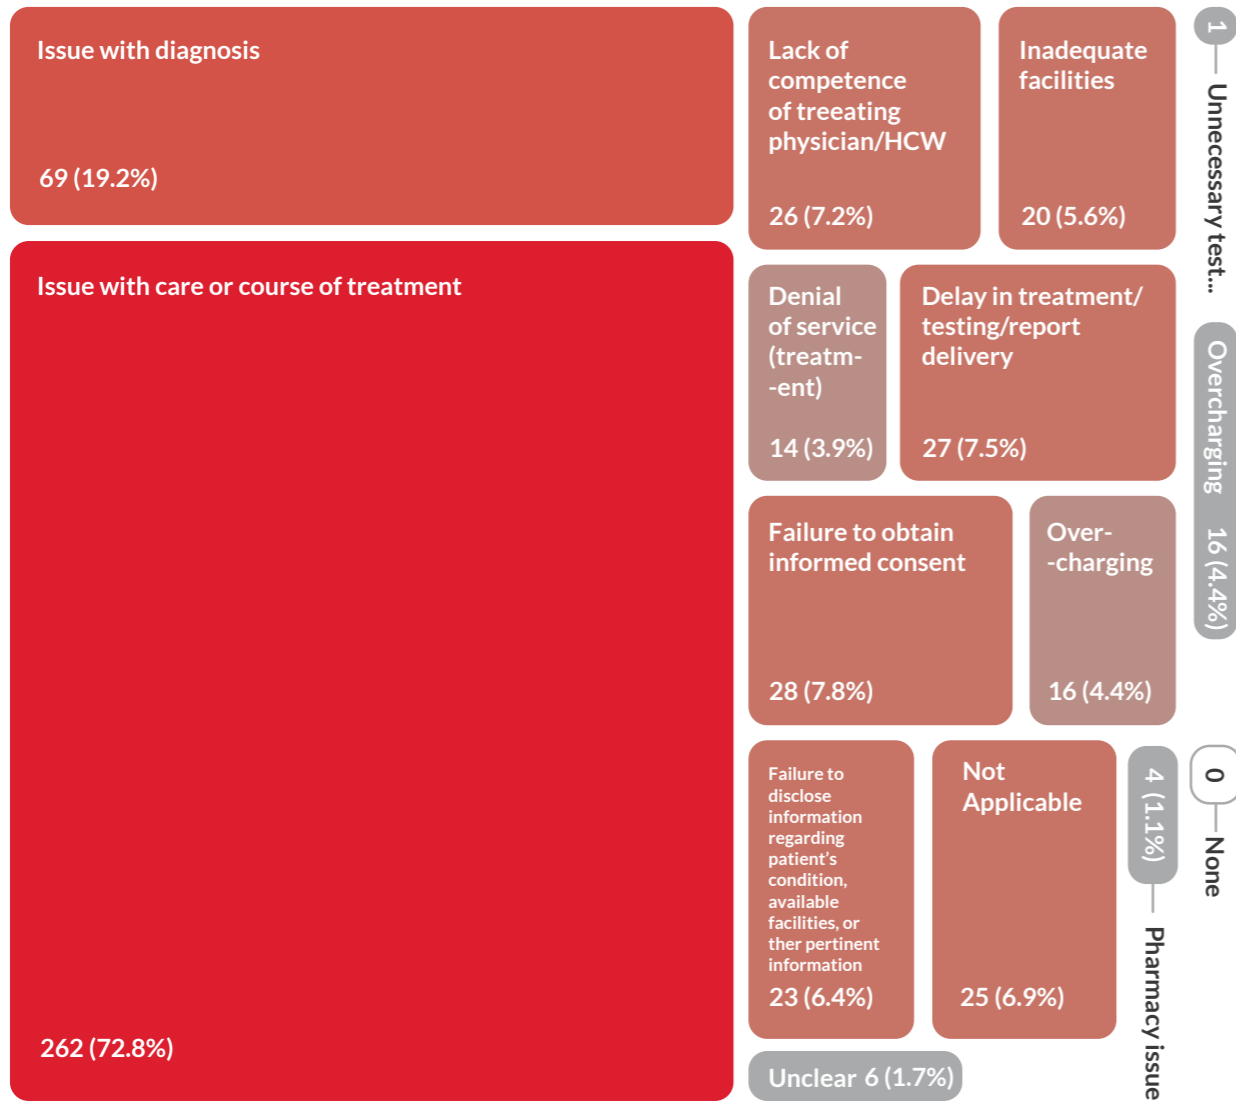 Issue with diagnosis
69 (19.2%)
Issue with care or course of treatment
262 (72.8%)
Lack of
competence
of treeating
physician/HCW
26 (7.2%)
Inadequate
facilities
20 (5.6%)
Denial
of service
(treatm-
-ent)
14 (3.9%)
Delay in treatment/
testing/report
delivery
27 (7.5%)
Failure to obtain
informed consent
28 (7.8%)
Over-
-charging
16 (4.4%)
Failure to
disclose
information
regarding
patient's
condition,
available
facilities, or
ther pertinent
information
23 (6.4%)
Not
Applicable
25 (6.9%)
Unclear 6 (1.7%)
4 (1.1%)
Pharmacy issue
1
Unnecessary test...
Overcharging 16 (4.4%)
0
None